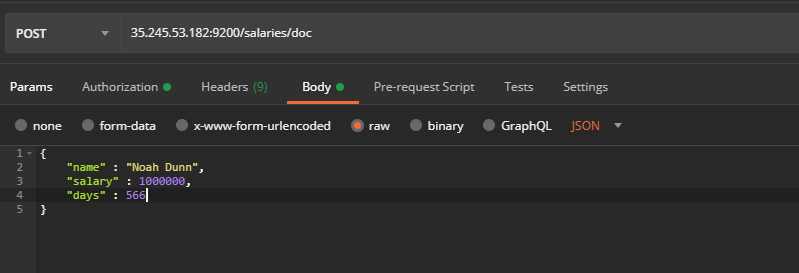 POST 35.245.53.182:9200/salaries/doc
Params Authorization Headers (9) Body Pre-request Script Tests Settings
none form-data x-www-form-urlencoded raw binary GraphQL JSON
1 {
2 "name" : "Noah Dunn",
3 "salary" : 1000000,
4 "days" : 566
5 }